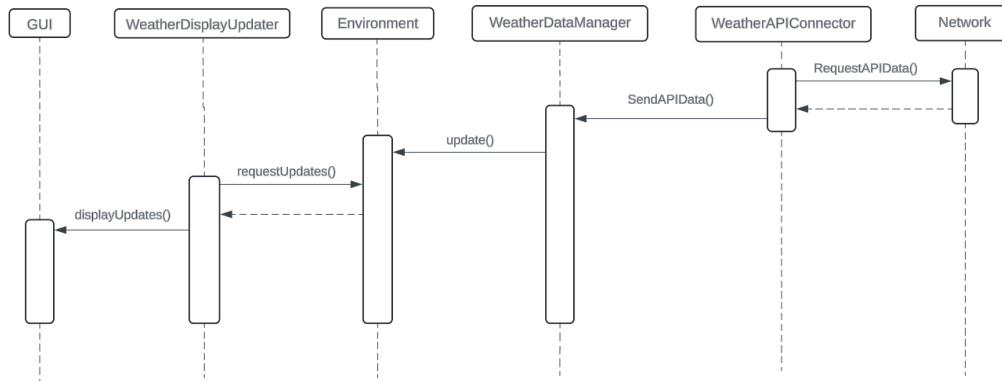 GUI
WeatherDisplayUpdater
Environment
WeatherDataManager
WeatherAPIConnector
Network
RequestAPIData()
SendAPIData()
update()
requestUpdates()
displayUpdates()